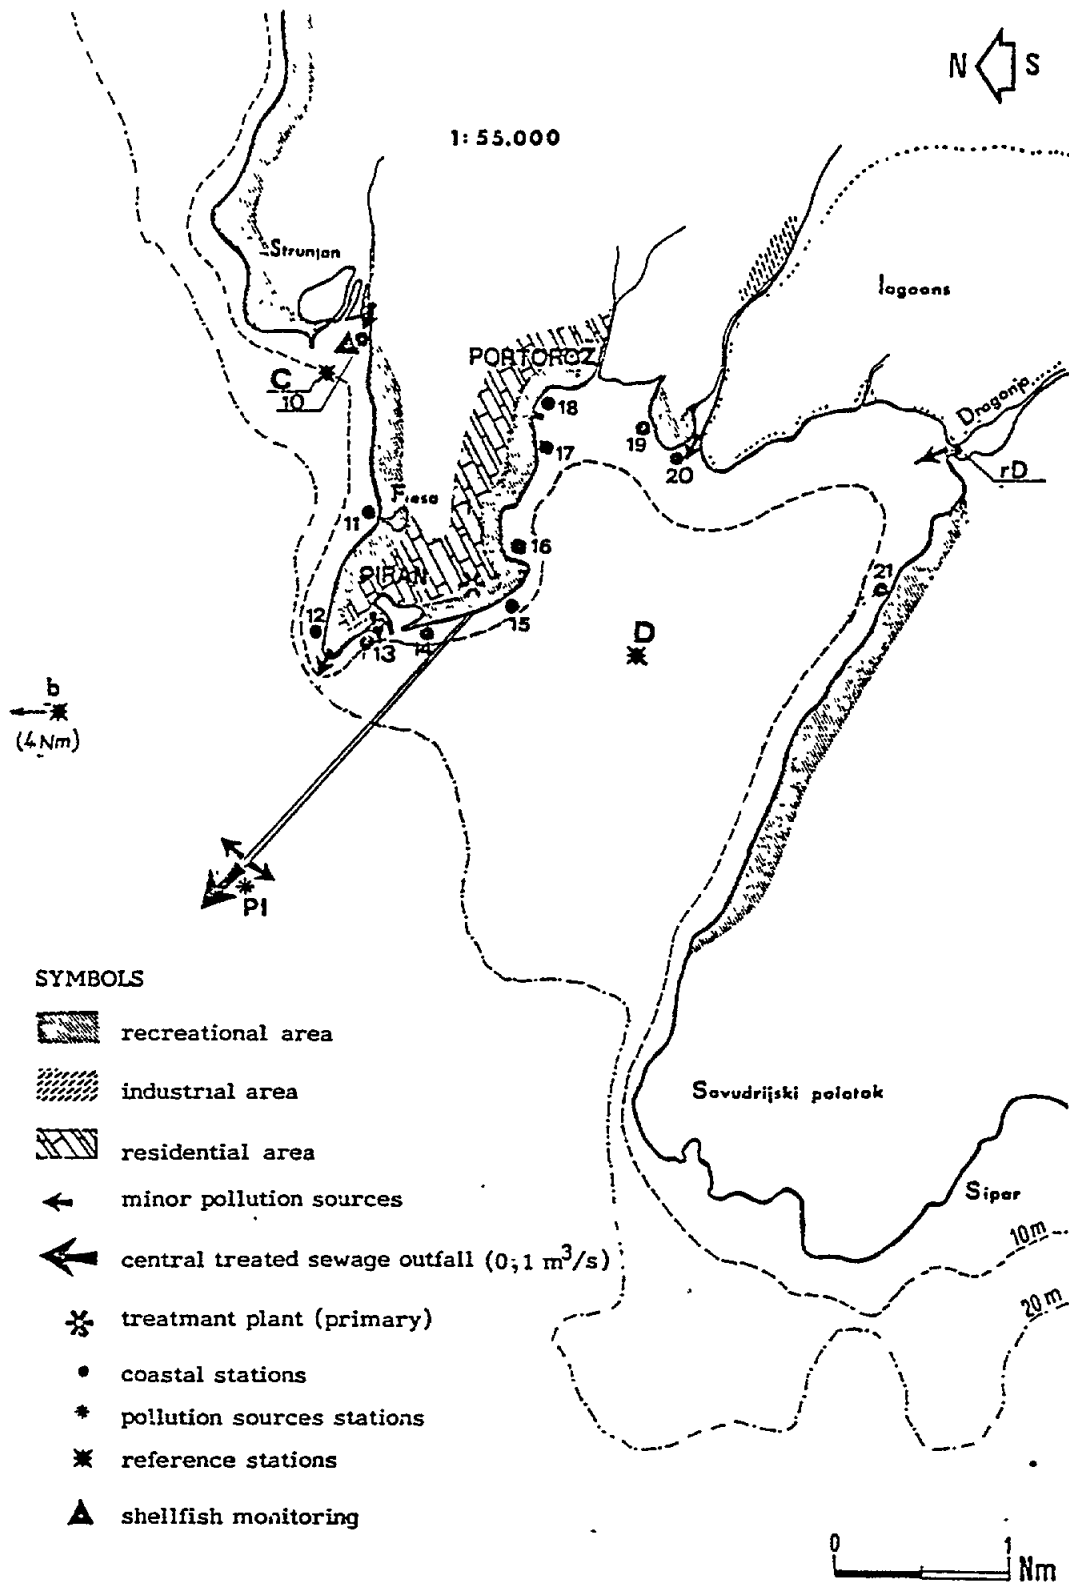 N S
1: 55.000
Strunjan
lagoons
PORTOROŽ
C
10
18
Dragonja
19
17
20
rD
11
Fiesa
16
PIRAN
21
12
15
14
13
D
b
(4 Nm)
PI
SYMBOLS
recreational area
industrial area
residential area
minor pollution sources
central treated sewage outfall (0,1 m³/s)
treatmant plant (primary)
coastal stations
pollution sources stations
reference stations
shellfish monitoring
Savudrijski polotok
Sipar
10 m
20 m
0 1
Nm